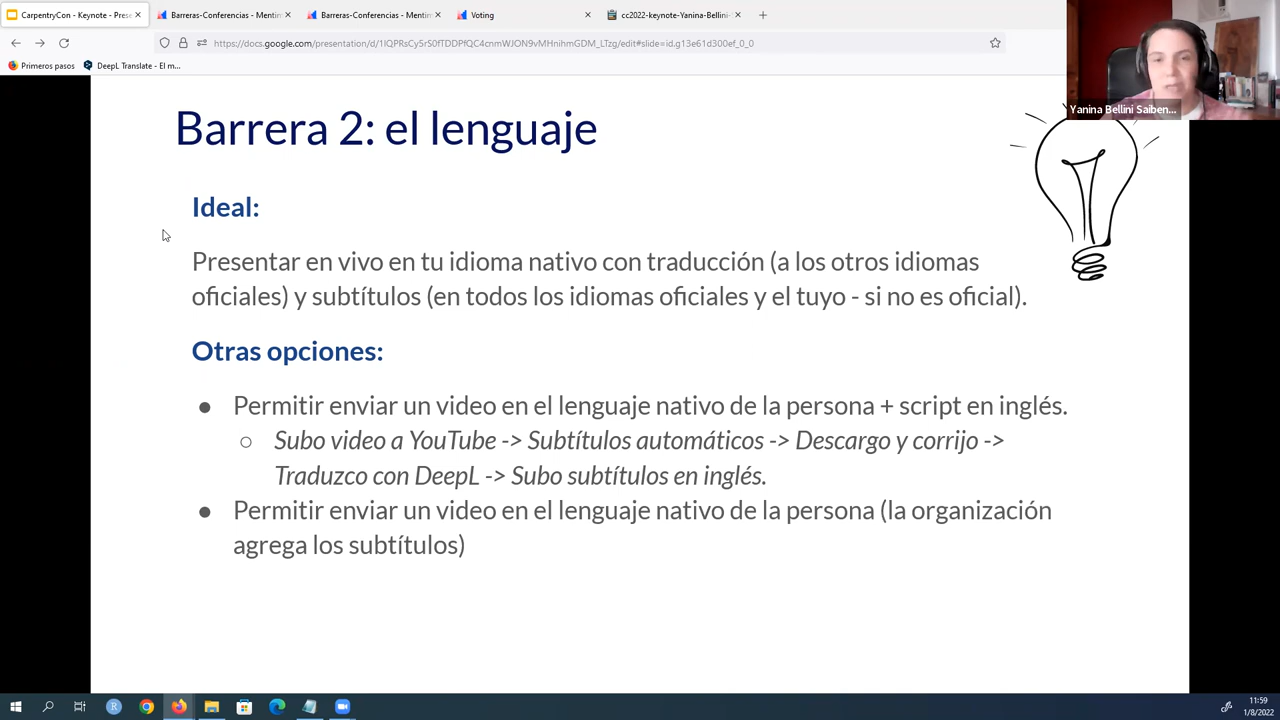 CarpentryCon - Keynote - Prese
Barreras-Conferencias - Mentim
Barreras-Conferencias - Mentim
Voting
cc2022-keynote-Yanina-Bellini-
Primeros pasos
DeepL Translate - El m...
Yanina Bellini Saiben...
Barrera 2: el lenguaje
Ideal:
Presentar en vivo en tu idioma nativo con traducción (a los otros idiomas
oficiales) y subtítulos (en todos los idiomas oficiales y el tuyo - si no es oficial).
Otras opciones:
● Permitir enviar un video en el lenguaje nativo de la persona + script en inglés.
○ Subo video a YouTube -> Subtítulos automáticos -> Descargo y corrijo ->
Traduzco con DeepL -> Subo subtítulos en inglés.
● Permitir enviar un video en el lenguaje nativo de la persona (la organización
agrega los subtítulos)
11:59
1/8/2022